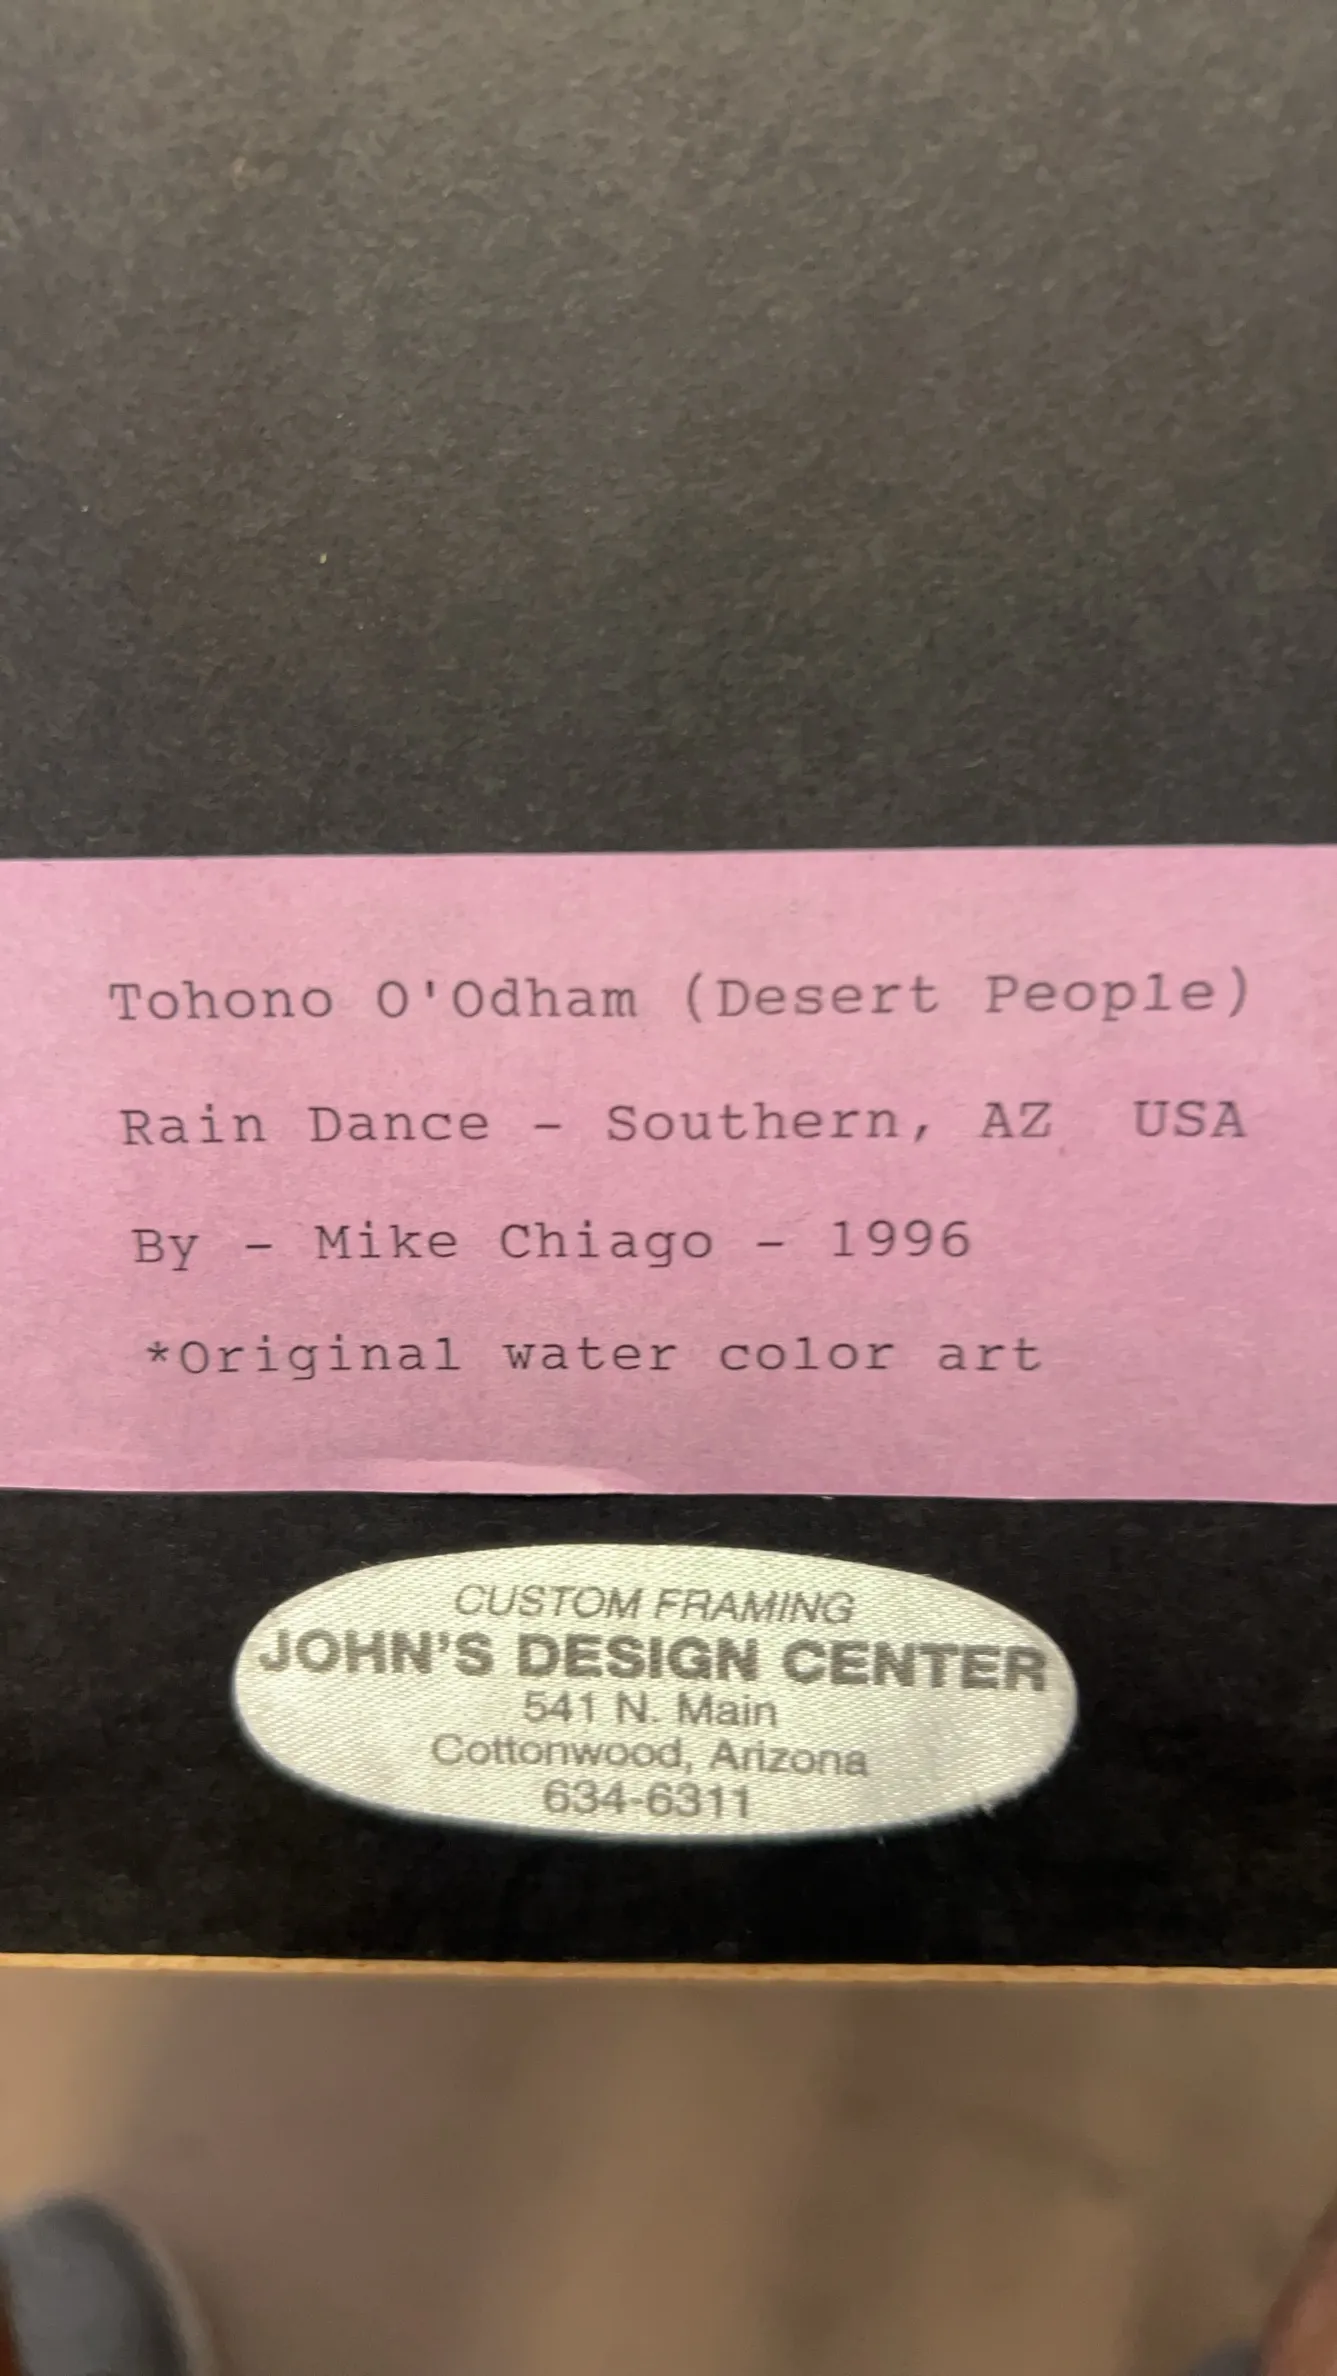 Tohono O'Odham (Desert People)
Rain Dance - Southern, AZ  USA
By - Mike Chiago - 1996
*Original water color art
CUSTOM FRAMING
JOHN'S DESIGN CENTER
541 N. Main
Cottonwood, Arizona
634-6311